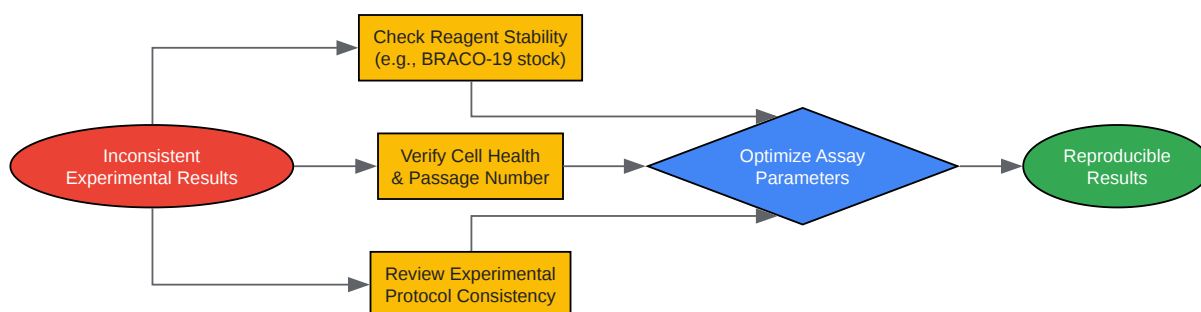 Check Reagent Stability
(e.g., BRACO-19 stock)
Inconsistent
Experimental Results
Verify Cell Health
& Passage Number
Optimize Assay
Parameters
Reproducible
Results
Review Experimental
Protocol Consistency